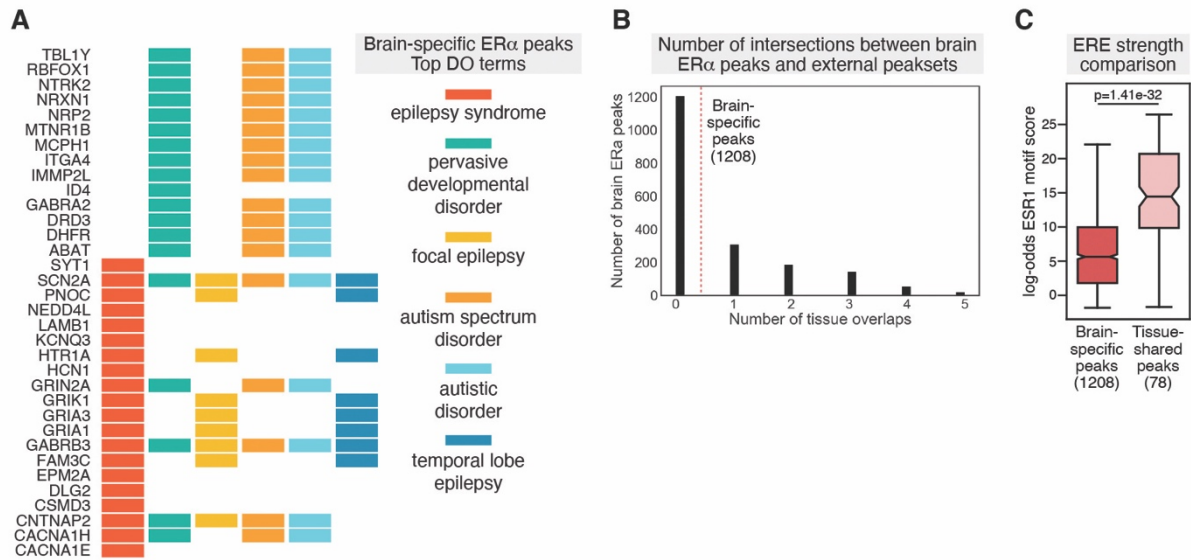 A
TBL1Y
RBFOX1
NTRK2
NRXN1
NRP2
MTNR1B
MCPH1
ITGA4
IMMP2L
ID4
GABRA2
DRD3
DHFR
ABAT
SYT1
SCN2A
PNOC
NEDD4L
LAMB1
KCNQ3
HTR1A
HCN1
GRIN2A
GRIK1
GRIA3
GRIA1
GABRB3
FAM3C
EPM2A
DLG2
CSMD3
CNTNAP2
CACNA1H
CACNA1E
Brain-specific ERα peaks
Top DO terms
epilepsy syndrome
pervasive
developmental
disorder
focal epilepsy
autism spectrum
disorder
autistic
disorder
temporal lobe
epilepsy
B
Number of intersections between brain
ERα peaks and external peaksets
Number of brain ERa peaks
1200
1000
800
600
400
200
0
Brain-
specific
peaks
(1208)
0 1 2 3 4 5
Number of tissue overlaps
C
ERE strength
comparison
p=1.41e-32
log-odds ESR1 motif score
25
20
15
10
5
0
Brain-
specific
peaks
(1208)
Tissue-
shared
peaks
(78)